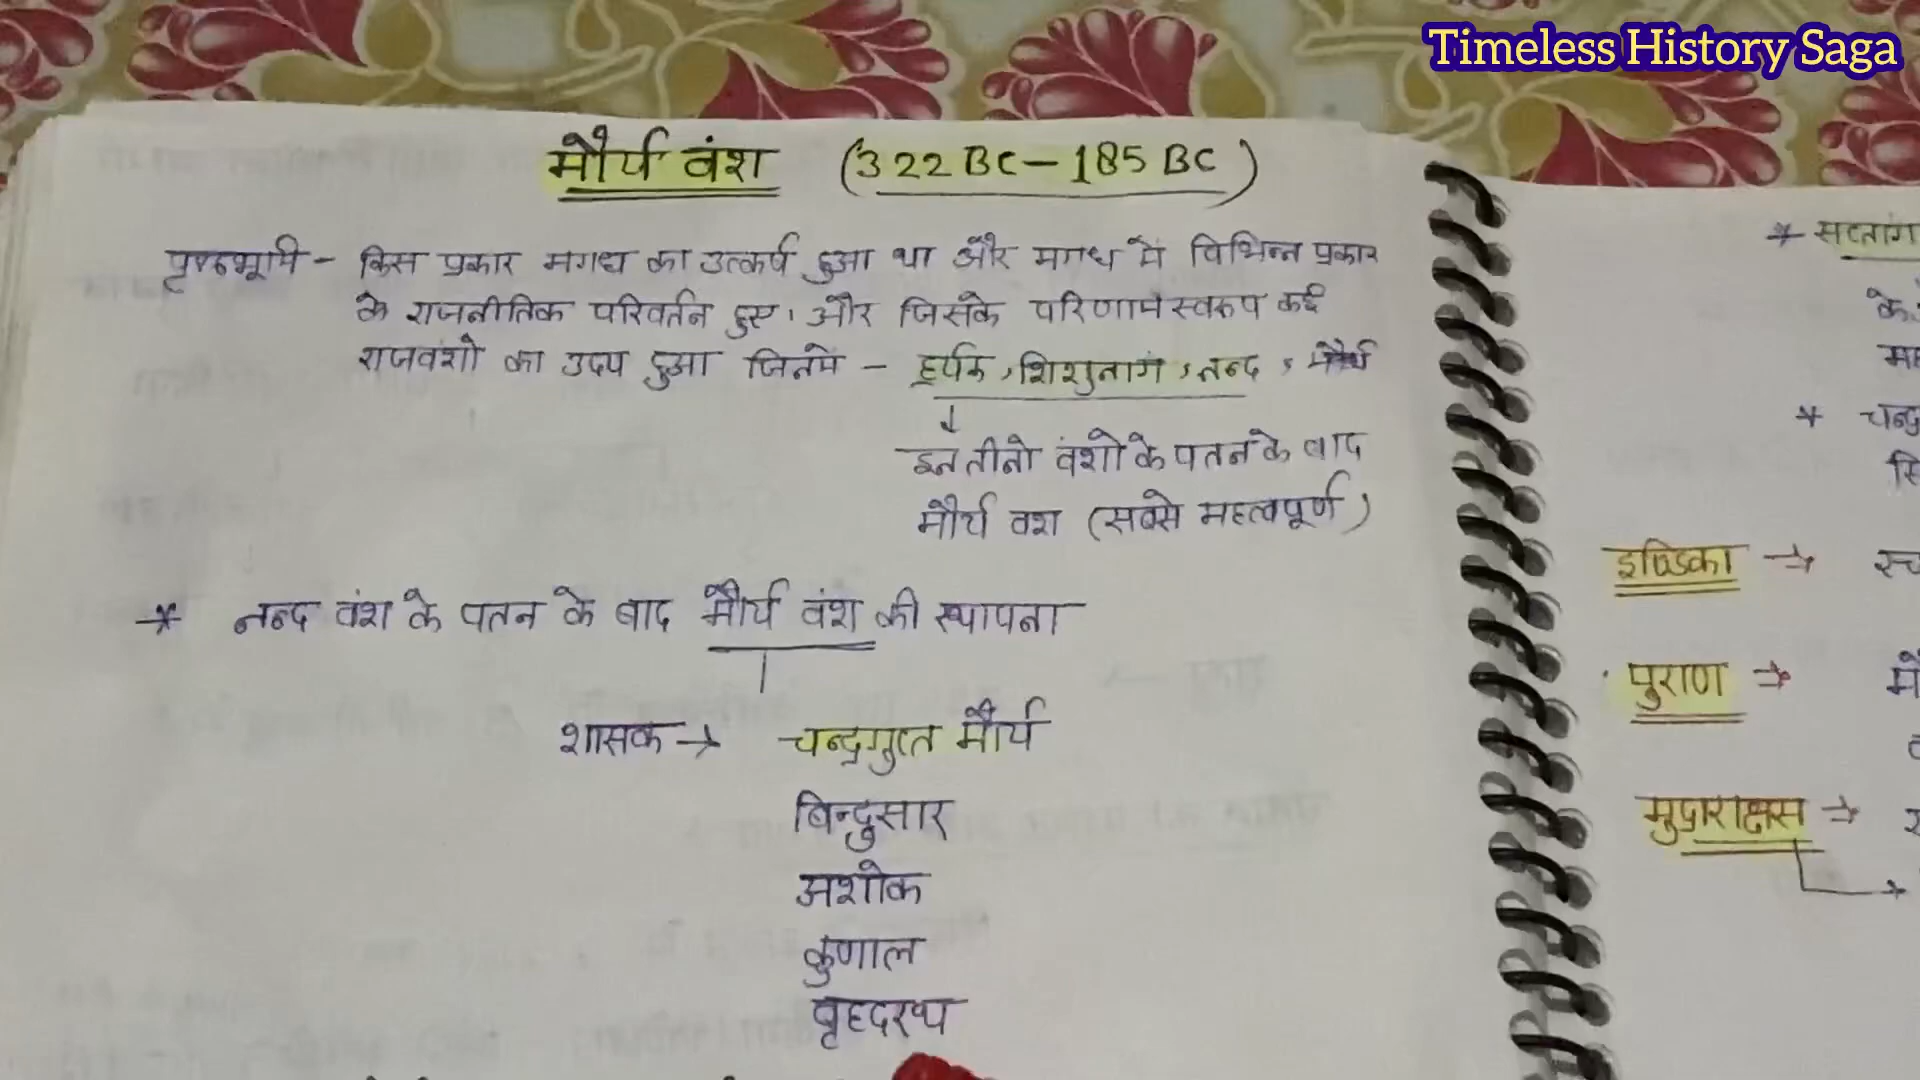 Timeless History Saga
मौर्य वंश (322 BC - 185 BC)
पृष्ठभूमि - किस प्रकार मगध का उत्कर्ष हुआ था और मगध में विभिन्न प्रकार
के राजनीतिक परिवर्तन हुए, और जिसके परिणामस्वरूप कई
राजवंशो का उदय हुआ जिनमे - हर्यक, शिशुनाग, नन्द, मौर्य
↓
इन तीनो वंशो के पतन के बाद
मौर्य वंश (सबसे महत्वपूर्ण)
* नन्द वंश के पतन के बाद मौर्य वंश की स्थापना
शासक → चन्द्रगुप्त मौर्य
बिन्दुसार
अशोक
कुणाल
बृहदरथ
* सप्तांग
के
*
इण्डिका →
पुराण →
मुद्राराक्षस →